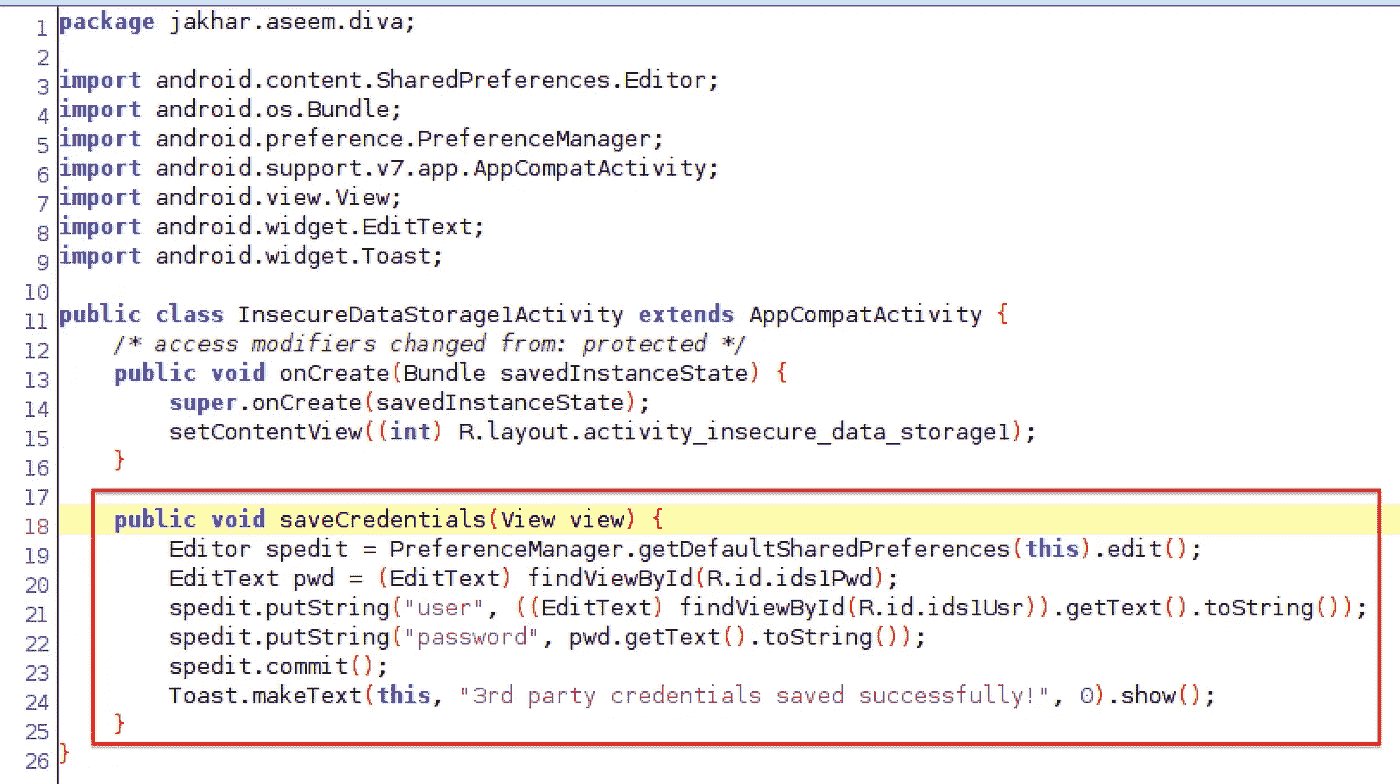 1 package jakhar.aseem.diva;
2
3 import android.content.SharedPreferences.Editor;
4 import android.os.Bundle;
5 import android.preference.PreferenceManager;
6 import android.support.v7.app.AppCompatActivity;
7 import android.view.View;
8 import android.widget.EditText;
9 import android.widget.Toast;
10
11 public class InsecureDataStorage1Activity extends AppCompatActivity {
12     /* access modifiers changed from: protected */
13     public void onCreate(Bundle savedInstanceState) {
14         super.onCreate(savedInstanceState);
15         setContentView((int) R.layout.activity_insecure_data_storage1);
16     }
17
18     public void saveCredentials(View view) {
19         Editor spedit = PreferenceManager.getDefaultSharedPreferences(this).edit();
20         EditText pwd = (EditText) findViewById(R.id.ids1Pwd);
21         spedit.putString("user", ((EditText) findViewById(R.id.ids1Usr)).getText().toString());
22         spedit.putString("password", pwd.getText().toString());
23         spedit.commit();
24         Toast.makeText(this, "3rd party credentials saved successfully!", 0).show();
25     }
26 }